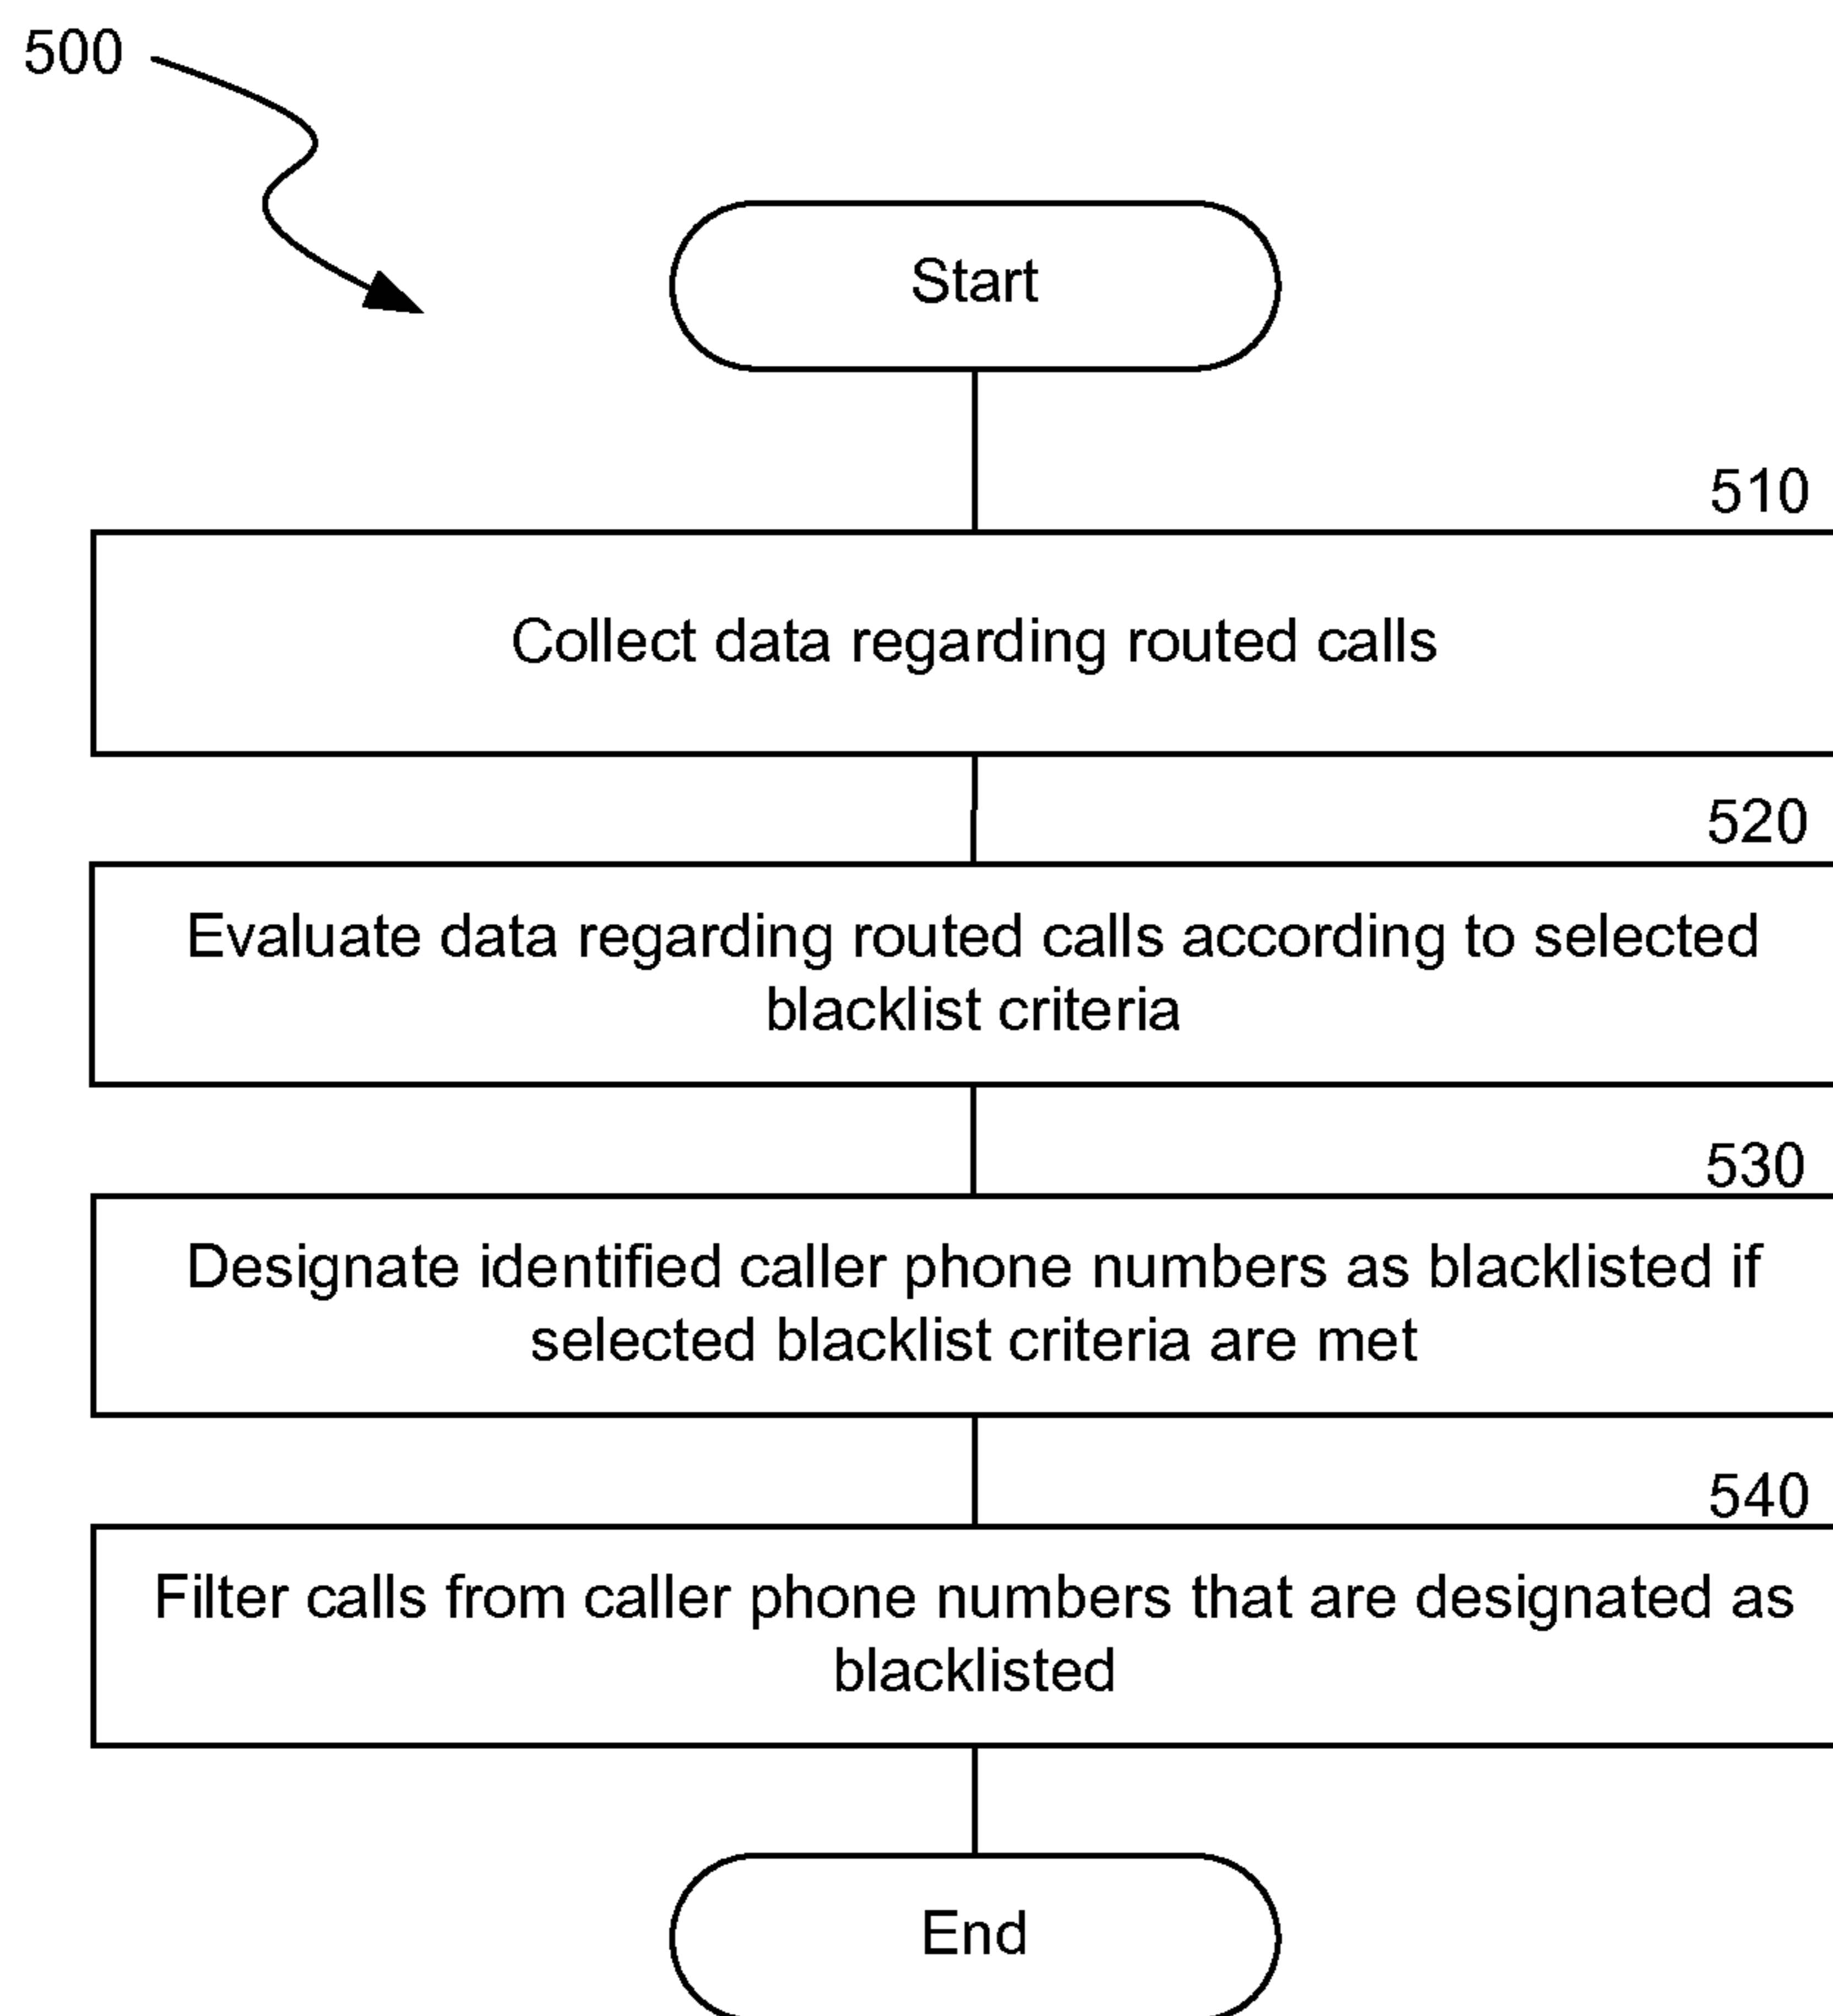 500
Start
510
Collect data regarding routed calls
520
Evaluate data regarding routed calls according to selected
blacklist criteria
530
Designate identified caller phone numbers as blacklisted if
selected blacklist criteria are met
540
Filter calls from caller phone numbers that are designated as
blacklisted
End